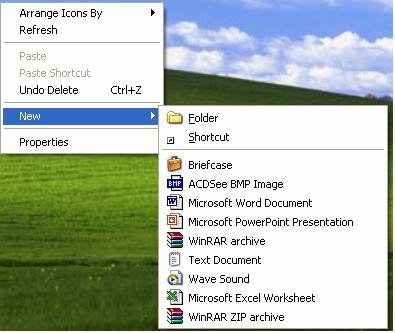 Arrange Icons By
Refresh
Paste
Paste Shortcut
Undo Delete Ctrl+Z
New
Properties
Folder
Shortcut
Briefcase
BMP ACDSee BMP Image
Microsoft Word Document
Microsoft PowerPoint Presentation
WinRAR archive
Text Document
Wave Sound
Microsoft Excel Worksheet
WinRAR ZIP archive